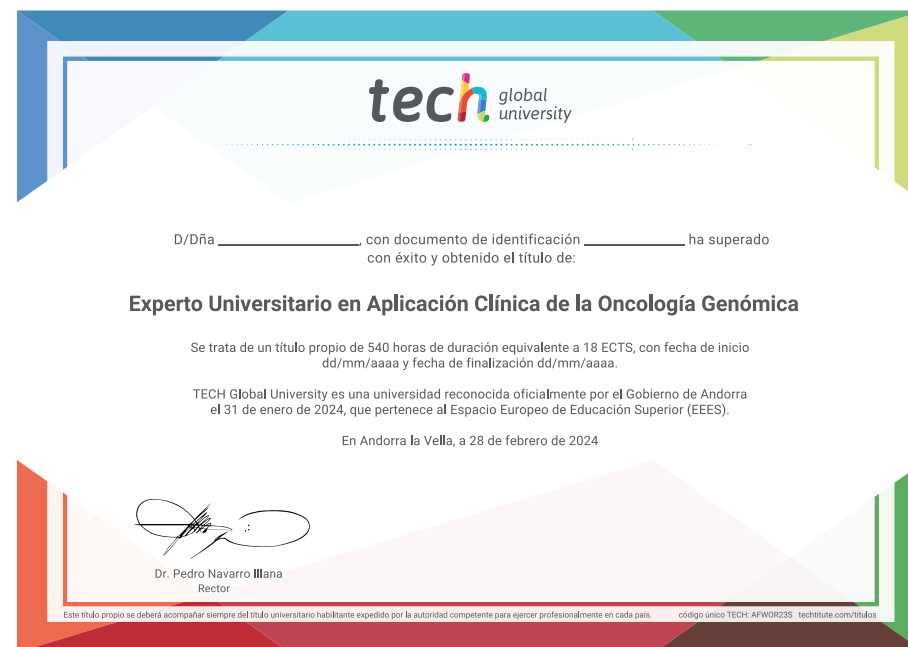 tech global university
D/Dña ____________, con documento de identificación ____________ ha superado
con éxito y obtenido el título de:
Experto Universitario en Aplicación Clínica de la Oncología Genómica
Se trata de un título propio de 540 horas de duración equivalente a 18 ECTS, con fecha de inicio
dd/mm/aaaa y fecha de finalización dd/mm/aaaa.
TECH Global University es una universidad reconocida oficialmente por el Gobierno de Andorra
el 31 de enero de 2024, que pertenece al Espacio Europeo de Educación Superior (EEES).
En Andorra la Vella, a 28 de febrero de 2024
Dr. Pedro Navarro Illana
Rector
Este título propio se deberá acompañar siempre del título universitario habilitante expedido por la autoridad competente para ejercer profesionalmente en cada país. código único TECH: AFWOR23S techtitute.com/titulos